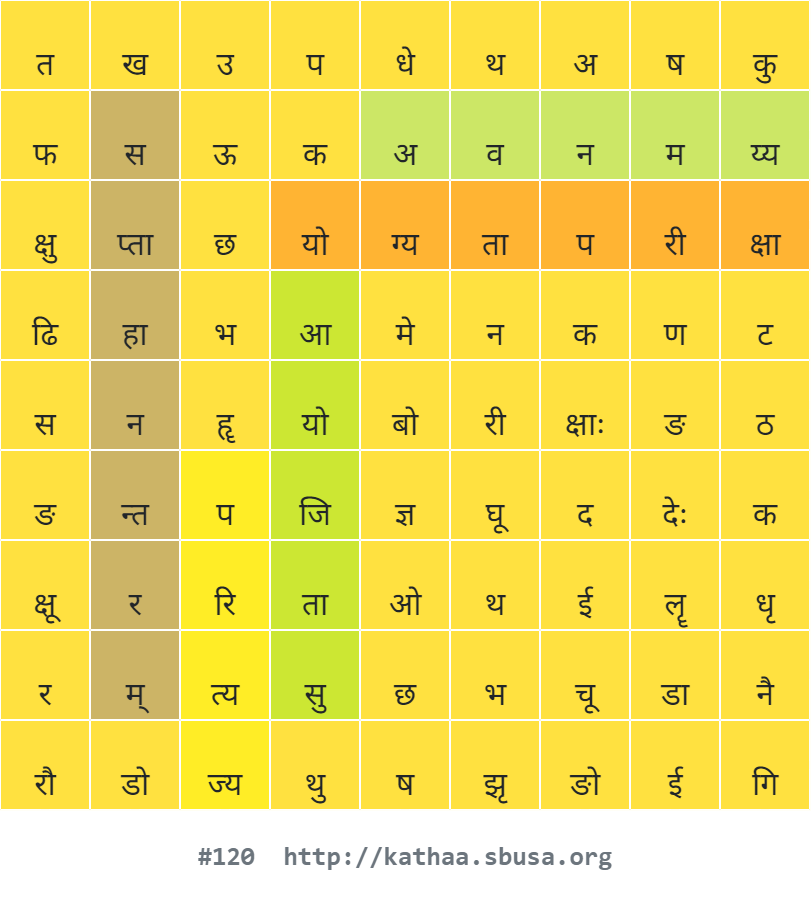 त ख उ प धे थ अ ष कु
फ स ऊ क अ व न म य्य
क्षु प्ता छ यो ग्य ता प री क्षा
ढि हा भ आ मे न क ण ट
स न हॄ यो बो री क्षाः ङ ठ
ङ न्त प जि ज्ञ घू द देः क
क्षू र रि ता ओ थ ई लॄ धृ
र म् त्य सु छ भ चू डा नै
रौ डो ज्य थु ष झृ ङो ई गि
#120 http://kathaa.sbusa.org